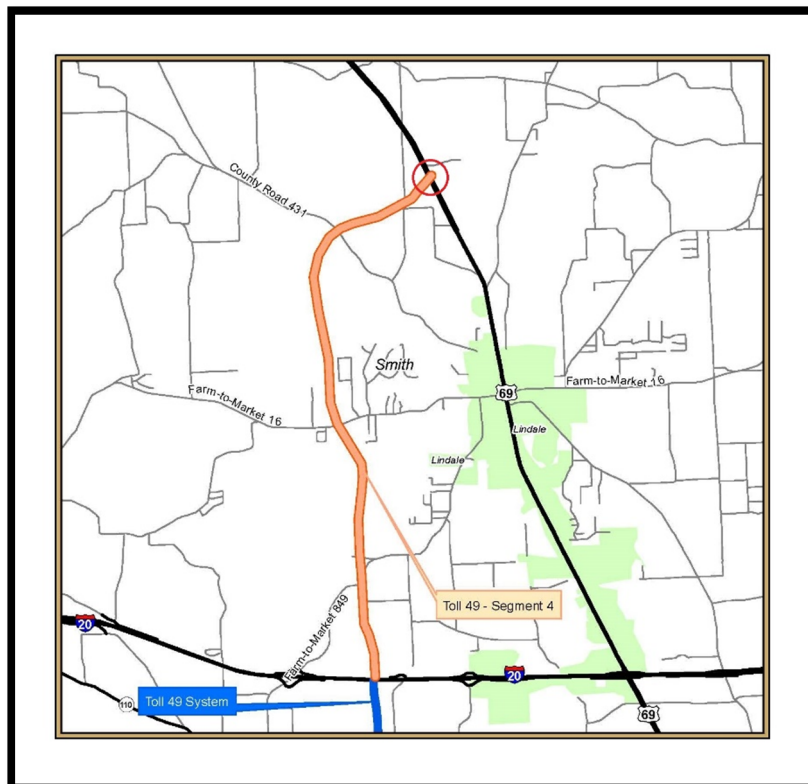 County Road 431
Smith
Farm-to-Market 16
69
Farm-to-Market 16
Lindale
Lindale
Toll 49 - Segment 4
Farm-to-Market 849
20
20
110
Toll 49 System
69